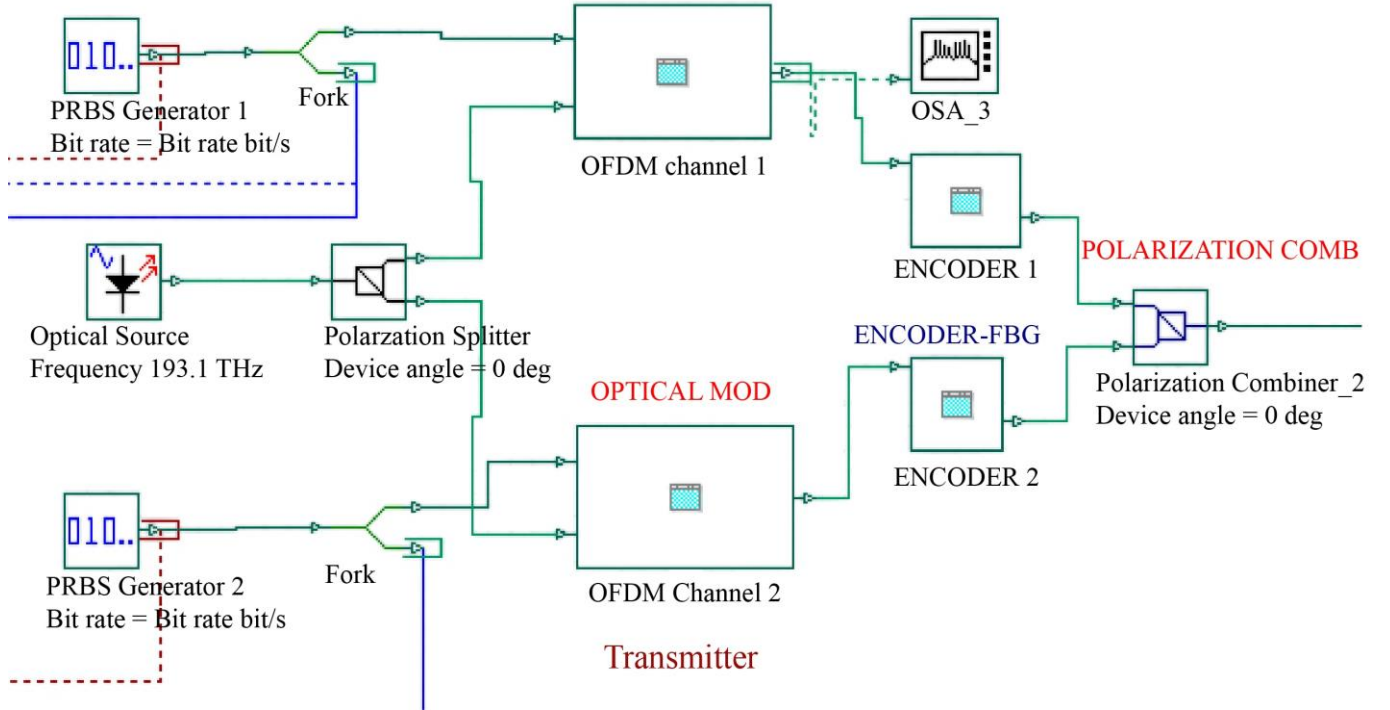 010..
PRBS Generator 1
Bit rate = Bit rate bit/s
Fork
OFDM channel 1
OSA_3
ENCODER 1
POLARIZATION COMB
Optical Source
Frequency 193.1 THz
Polarzation Splitter
Device angle = 0 deg
ENCODER-FBG
OPTICAL MOD
Polarization Combiner_2
Device angle = 0 deg
ENCODER 2
010..
PRBS Generator 2
Bit rate = Bit rate bit/s
Fork
OFDM Channel 2
Transmitter